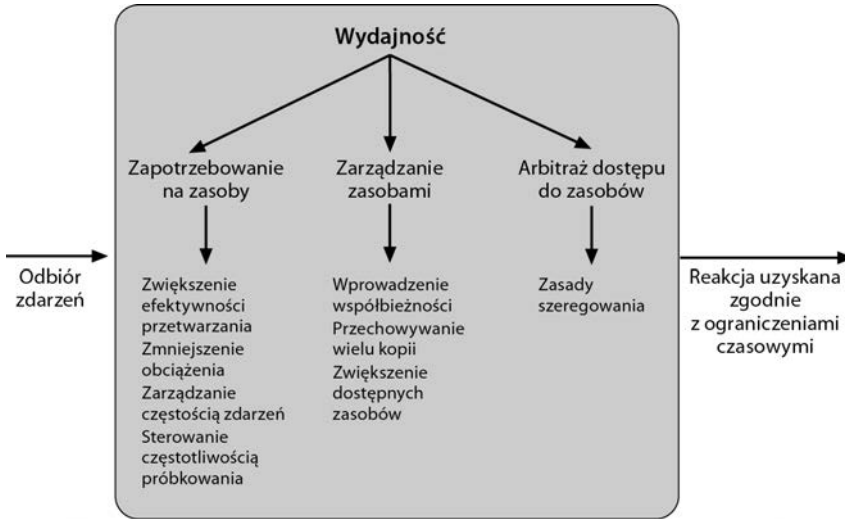 Wydajność
Zapotrzebowanie
na zasoby
Zarządzanie
zasobami
Arbitraż dostępu
do zasobów
Odbiór
zdarzeń
Zwiększenie
efektywności
przetwarzania
Zmniejszenie
obciążenia
Zarządzanie
częstością zdarzeń
Sterowanie
częstotliwością
próbkowania
Wprowadzenie
współbieżności
Przechowywanie
wielu kopii
Zwiększenie
dostępnych
zasobów
Zasady
szeregowania
Reakcja uzyskana
zgodnie
z ograniczeniami
czasowymi